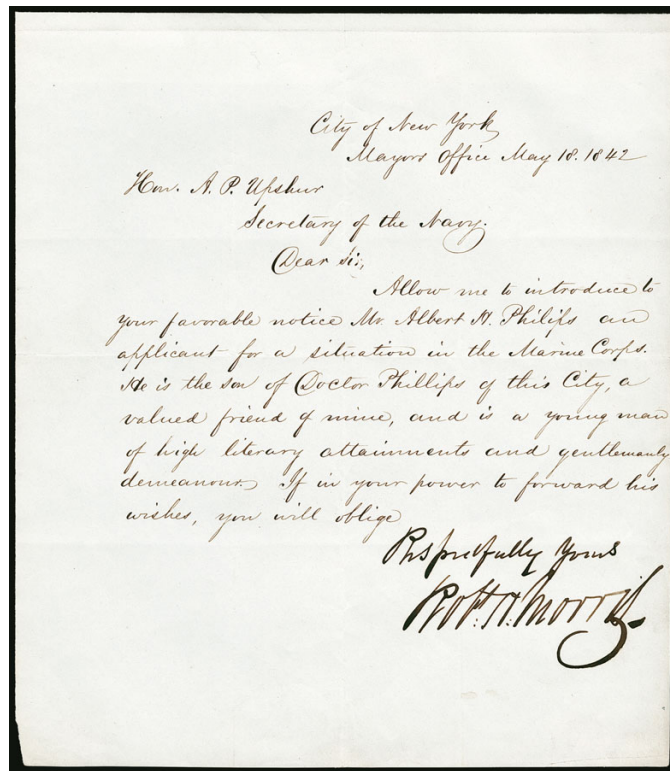 City of New York
Mayors Office May 18. 1842
Hon. A. P. Upshur
Secretary of the Navy.
Dear Sir,
Allow me to introduce to
your favorable notice Mr. Albert H. Philips an
applicant for a situation in the Marine Corps.
He is the son of Doctor Phillips of this City, a
valued friend of mine, and is a young man
of high literary attainments and gentlemanly
demeanour. If in your power to forward his
wishes, you will oblige
Respectfully Yours
Robt. H. Morris